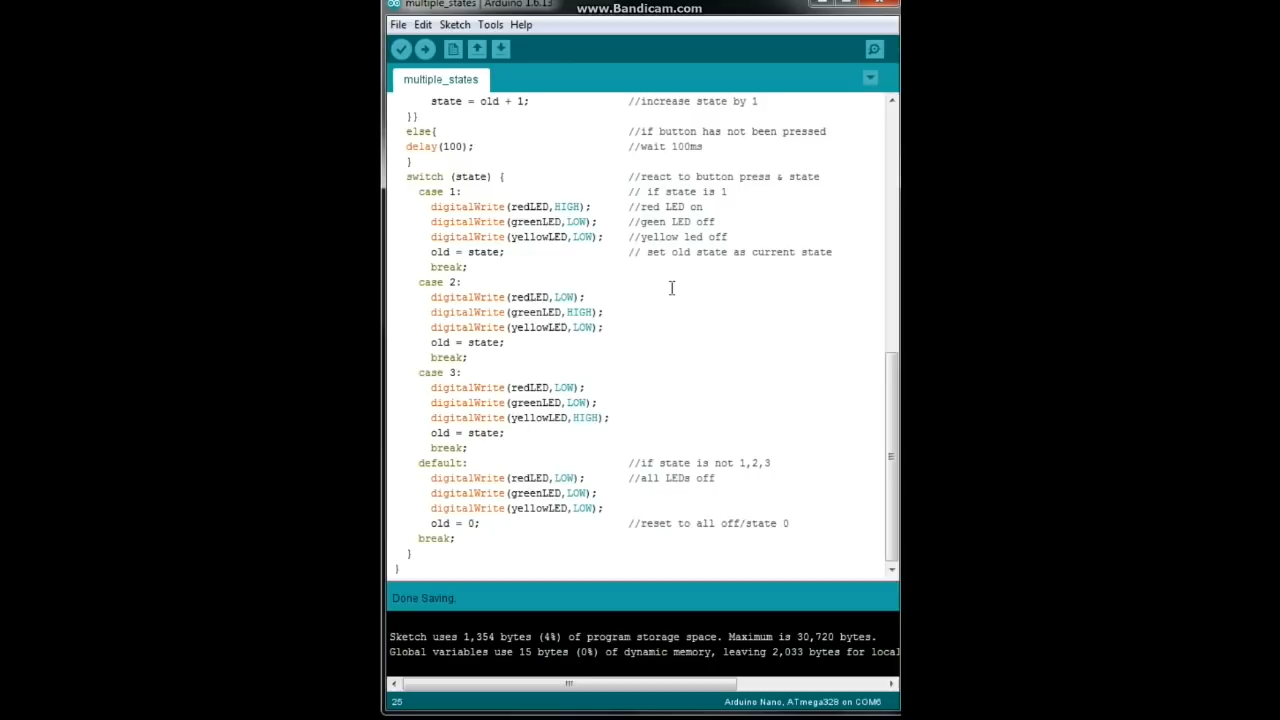 multiple_states | Arduino 1.6.13
www.Bandicam.com
File Edit Sketch Tools Help
multiple_states
state = old + 1; //increase state by 1
}}
else{ //if button has not been pressed
delay(100); //wait 100ms
}
switch (state) { //react to button press & state
case 1: // if state is 1
digitalWrite(redLED,HIGH); //red LED on
digitalWrite(greenLED,LOW); //geen LED off
digitalWrite(yellowLED,LOW); //yellow led off
old = state; // set old state as current state
break;
case 2:
digitalWrite(redLED,LOW);
digitalWrite(greenLED,HIGH);
digitalWrite(yellowLED,LOW);
old = state;
break;
case 3:
digitalWrite(redLED,LOW);
digitalWrite(greenLED,LOW);
digitalWrite(yellowLED,HIGH);
old = state;
break;
default: //if state is not 1,2,3
digitalWrite(redLED,LOW); //all LEDs off
digitalWrite(greenLED,LOW);
digitalWrite(yellowLED,LOW);
old = 0; //reset to all off/state 0
break;
}
}
Done Saving.
Sketch uses 1,354 bytes (4%) of program storage space. Maximum is 30,720 bytes.
Global variables use 15 bytes (0%) of dynamic memory, leaving 2,033 bytes for local
25 Arduino Nano, ATmega328 on COM6